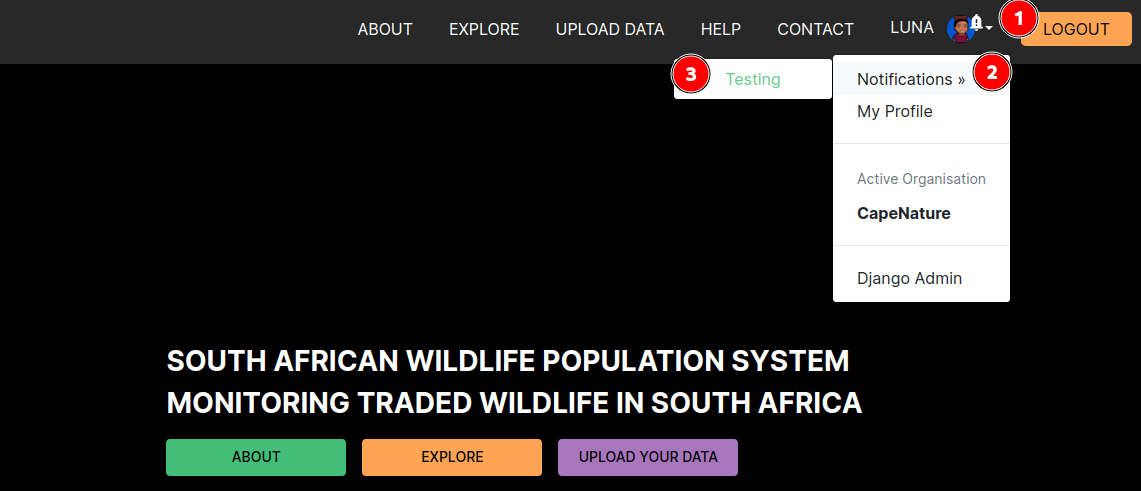 ABOUT EXPLORE UPLOAD DATA HELP CONTACT LUNA 1 LOGOUT
3 Testing
Notifications » 2
My Profile
Active Organisation
CapeNature
Django Admin
SOUTH AFRICAN WILDLIFE POPULATION SYSTEM
MONITORING TRADED WILDLIFE IN SOUTH AFRICA
ABOUT EXPLORE UPLOAD YOUR DATA